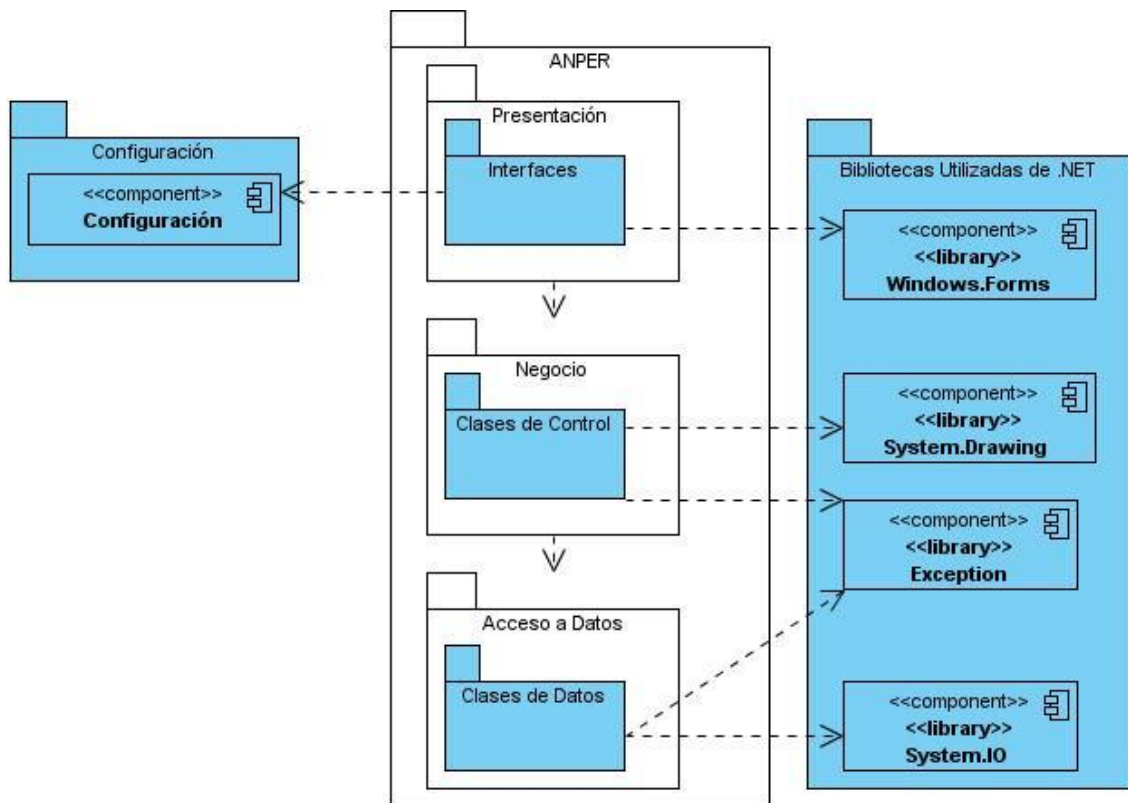 ANPER
Presentación
Interfaces
Configuración
<<component>>
Configuración
Bibliotecas Utilizadas de .NET
<<component>>
<<library>>
Windows.Forms
Negocio
Clases de Control
<<component>>
<<library>>
System.Drawing
<<component>>
<<library>>
Exception
Acceso a Datos
Clases de Datos
<<component>>
<<library>>
System.IO